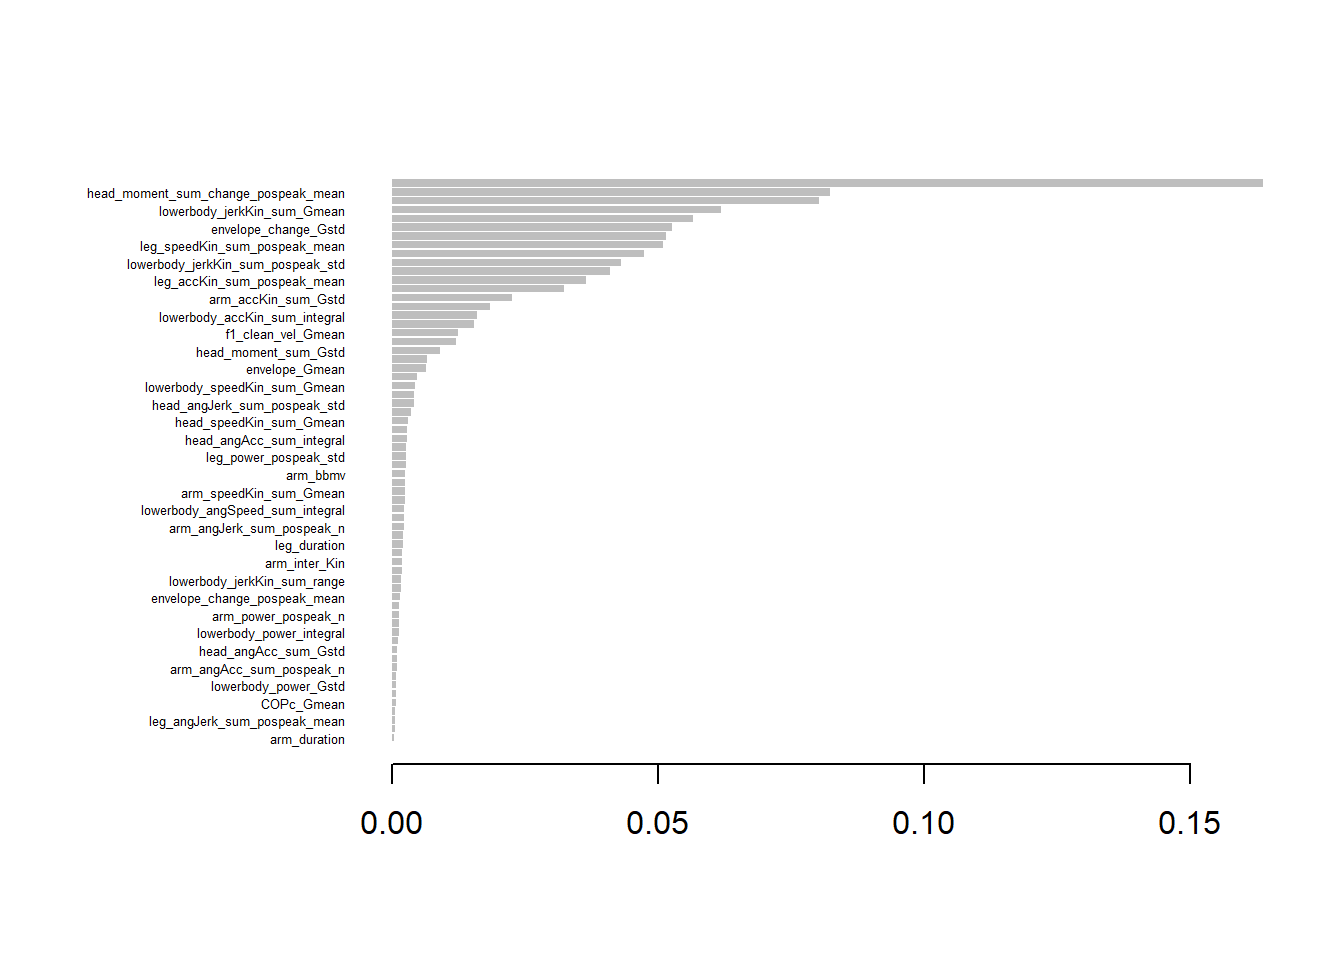 head_moment_sum_change_pospeak_mean
lowerbody_jerkKin_sum_Gmean
envelope_change_Gstd
leg_speedKin_sum_pospeak_mean
lowerbody_jerkKin_sum_pospeak_std
leg_accKin_sum_pospeak_mean
arm_accKin_sum_Gstd
lowerbody_accKin_sum_integral
f1_clean_vel_Gmean
head_moment_sum_Gstd
envelope_Gmean
lowerbody_speedKin_sum_Gmean
head_angJerk_sum_pospeak_std
head_speedKin_sum_Gmean
head_angAcc_sum_integral
leg_power_pospeak_std
arm_bbmv
arm_speedKin_sum_Gmean
lowerbody_angSpeed_sum_integral
arm_angJerk_sum_pospeak_n
leg_duration
arm_inter_Kin
lowerbody_jerkKin_sum_range
envelope_change_pospeak_mean
arm_power_pospeak_n
lowerbody_power_integral
head_angAcc_sum_Gstd
arm_angAcc_sum_pospeak_n
lowerbody_power_Gstd
COPc_Gmean
leg_angJerk_sum_pospeak_mean
arm_duration
0.00 0.05 0.10 0.15